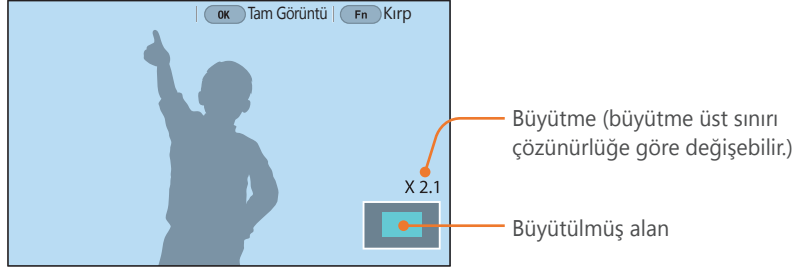 OK Tam Görüntü Fn Kırp
Büyütme (büyütme üst sınırı
çözünürlüğe göre değişebilir.)
X 2.1
Büyütülmüş alan